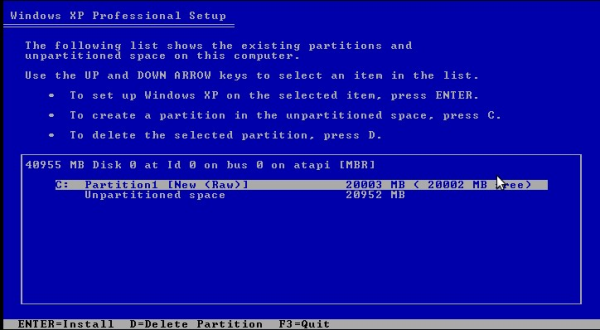 Windows XP Professional Setup
The following list shows the existing partitions and
unpartitioned space on this computer.
Use the UP and DOWN ARROW keys to select an item in the list.
• To set up Windows XP on the selected item, press ENTER.
• To create a partition in the unpartitioned space, press C.
• To delete the selected partition, press D.
40955 MB Disk 0 at Id 0 on bus 0 on atapi [MBR]
C: Partition1 [New (Raw)] 20003 MB ( 20002 MB free)
Unpartitioned space 20952 MB
ENTER=Install D=Delete Partition F3=Quit